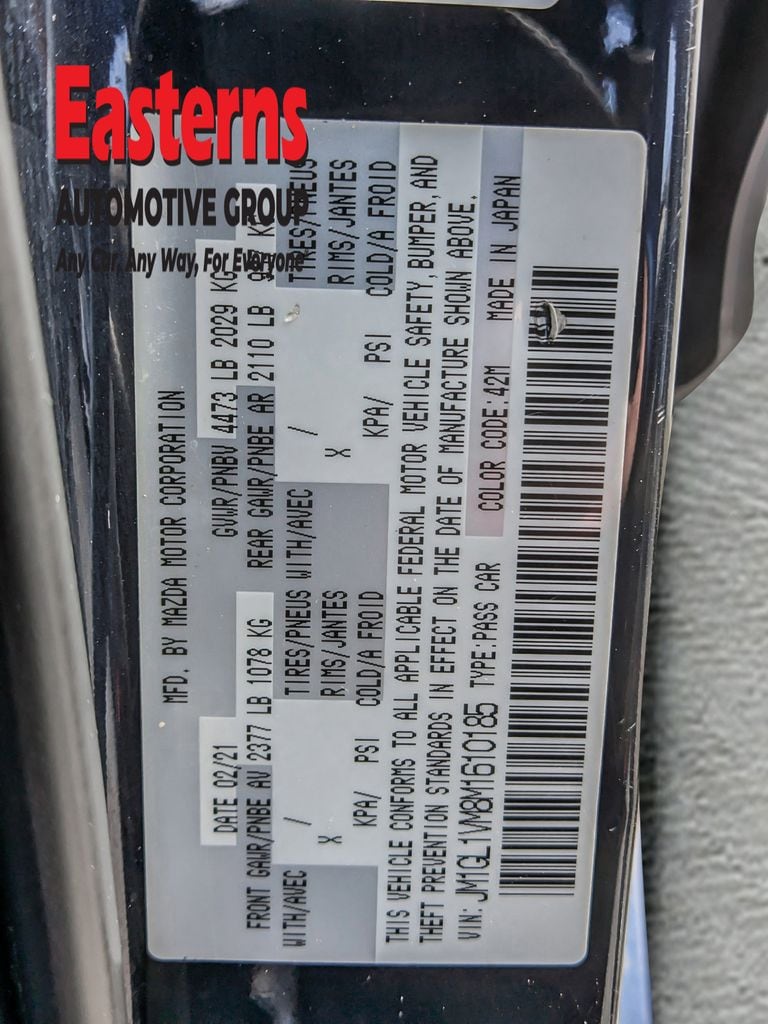 Easterns
AUTOMOTIVE GROUP
Any Car, Any Way, For Everyone
MFD. BY MAZDA MOTOR CORPORATION
DATE 02/21
GVWR/PNBV 4473 LB 2029 KG
FRONT GAWR/PNBE AV 2377 LB 1078 KG
REAR GAWR/PNBE AR 2110 LB
WITH/AVEC / TIRES/PNEUS WITH/AVEC / TIRES/PNEUS
X RIMS/JANTES X RIMS/JANTES
KPA/ PSI COLD/A FROID KPA/ PSI COLD/A FROID
THIS VEHICLE CONFORMS TO ALL APPLICABLE FEDERAL MOTOR VEHICLE SAFETY, BUMPER, AND
THEFT PREVENTION STANDARDS IN EFFECT ON THE DATE OF MANUFACTURE SHOWN ABOVE.
VIN: JM1GL1VM8M1610185 TYPE:PASS CAR COLOR CODE:42M MADE IN JAPAN